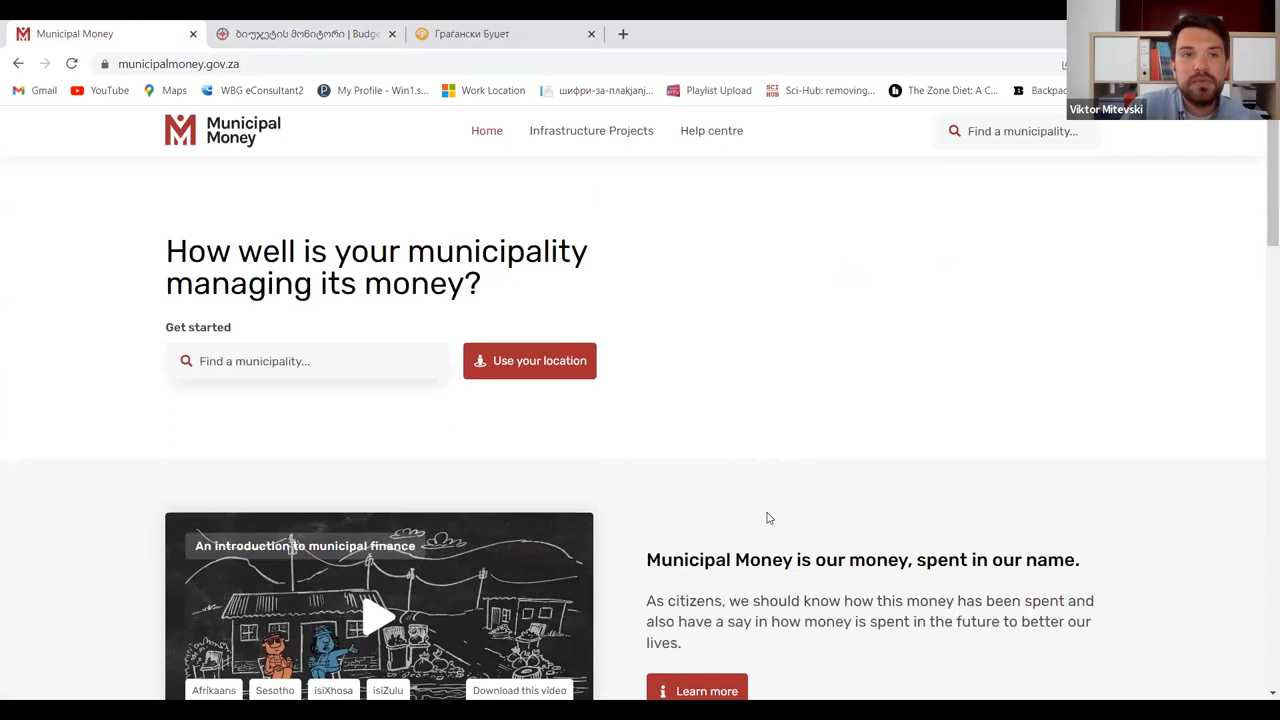 Municipal Money
ბიუჯეტის მონიტორი | Budge
Граѓански Буџет
municipalmoney.gov.za
Gmail
YouTube
Maps
WBG eConsultant2
My Profile - Win1.s...
Work Location
шифри-за-плаќањ...
Playlist Upload
Sci-Hub: removing...
The Zone Diet: A C...
Backpac
Viktor Mitevski
Municipal
Money
Home
Infrastructure Projects
Help centre
Find a municipality...
How well is your municipality
managing its money?
Get started
Find a municipality...
Use your location
An introduction to municipal finance
Afrikaans
Sesotho
isiXhosa
isiZulu
Download this video
Municipal Money is our money, spent in our name.
As citizens, we should know how this money has been spent and
also have a say in how money is spent in the future to better our
lives.
Learn more